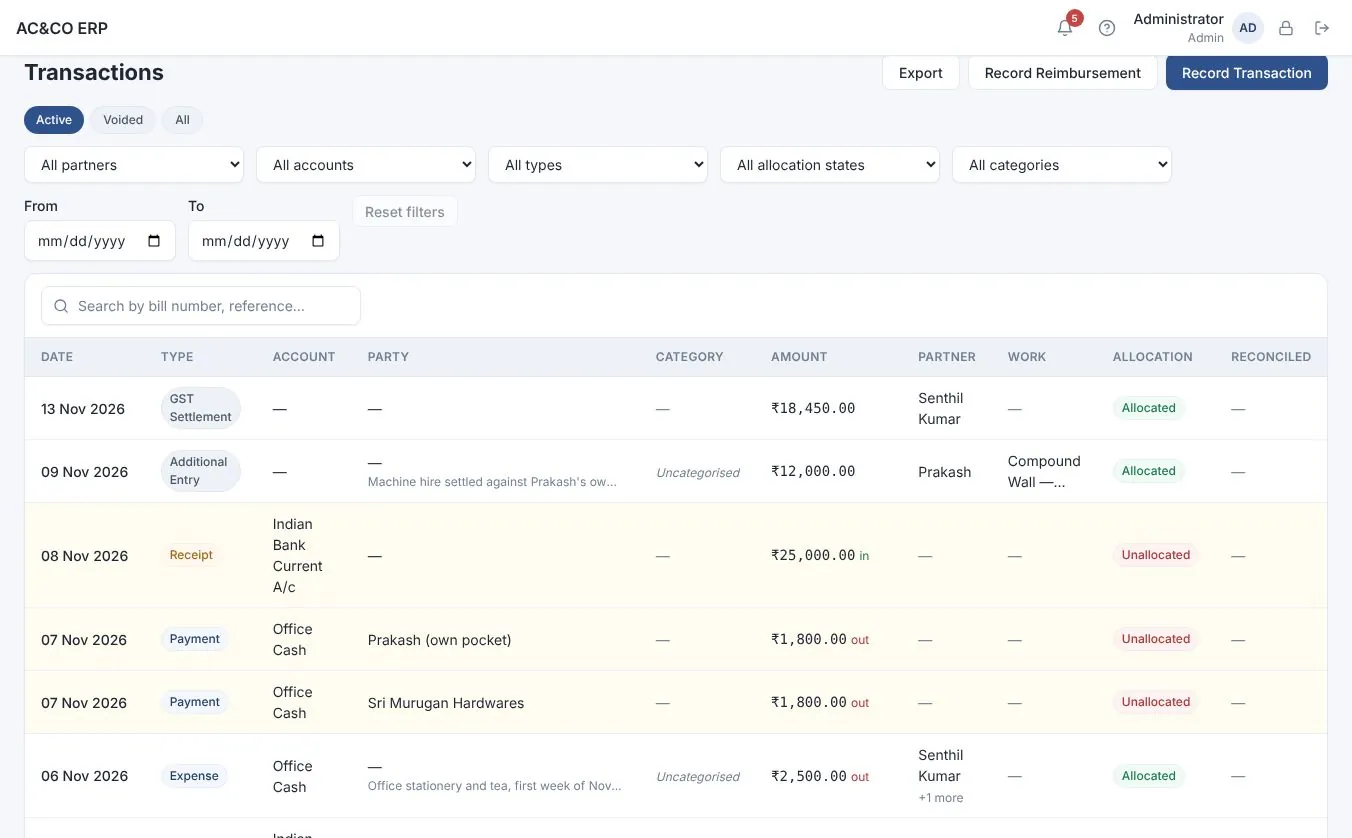 AC&CO ERP
5
Administrator
Admin
AD
Transactions
Export
Record Reimbursement
Record Transaction
Active
Voided
All
All partners
All accounts
All types
All allocation states
All categories
From
To
mm/dd/yyyy
mm/dd/yyyy
Reset filters
Search by bill number, reference...
DATE TYPE ACCOUNT PARTY CATEGORY AMOUNT PARTNER WORK ALLOCATION RECONCILED
13 Nov 2026
GST
Settlement
—
—
—
₹18,450.00
Senthil
Kumar
—
Allocated
—
09 Nov 2026
Additional
Entry
—
—
Machine hire settled against Prakash's ow...
Uncategorised
₹12,000.00
Prakash
Compound
Wall —...
Allocated
—
08 Nov 2026
Receipt
Indian
Bank
Current
A/c
—
—
₹25,000.00 in
—
—
Unallocated
—
07 Nov 2026
Payment
Office
Cash
Prakash (own pocket)
—
₹1,800.00 out
—
—
Unallocated
—
07 Nov 2026
Payment
Office
Cash
Sri Murugan Hardwares
—
₹1,800.00 out
—
—
Unallocated
—
06 Nov 2026
Expense
Office
Cash
—
Office stationery and tea, first week of Nov...
Uncategorised
₹2,500.00 out
Senthil
Kumar
+1 more
—
Allocated
—